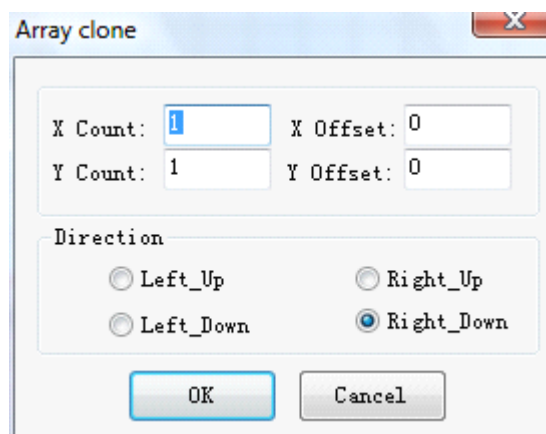 Array clone
X Count: 1 X Offset: 0
Y Count: 1 Y Offset: 0
Direction
Left_Up Right_Up
Left_Down Right_Down
OK Cancel